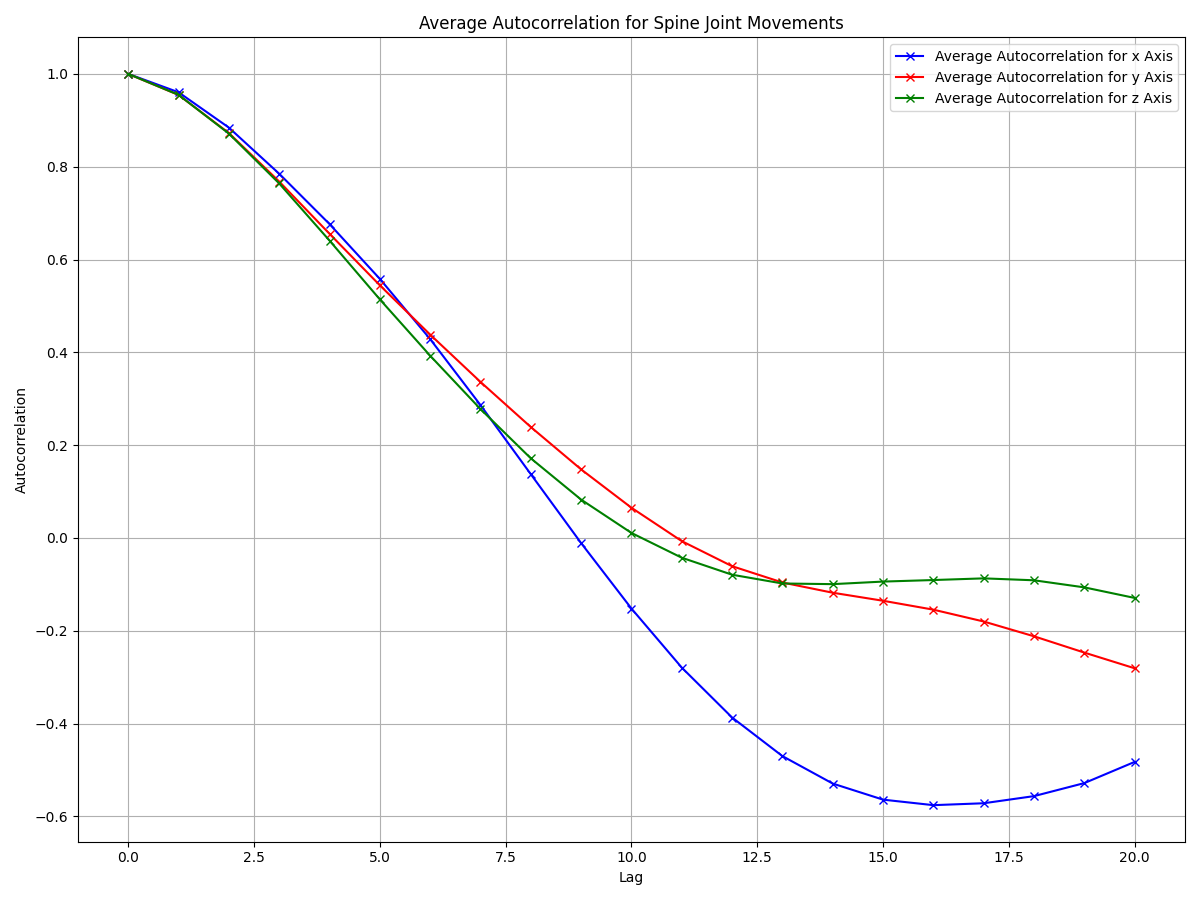 Average Autocorrelation for Spine Joint Movements
Average Autocorrelation for x Axis
Average Autocorrelation for y Axis
Average Autocorrelation for z Axis
Autocorrelation
1.0
0.8
0.6
0.4
0.2
0.0
−0.2
−0.4
−0.6
0.0 2.5 5.0 7.5 10.0 12.5 15.0 17.5 20.0
Lag